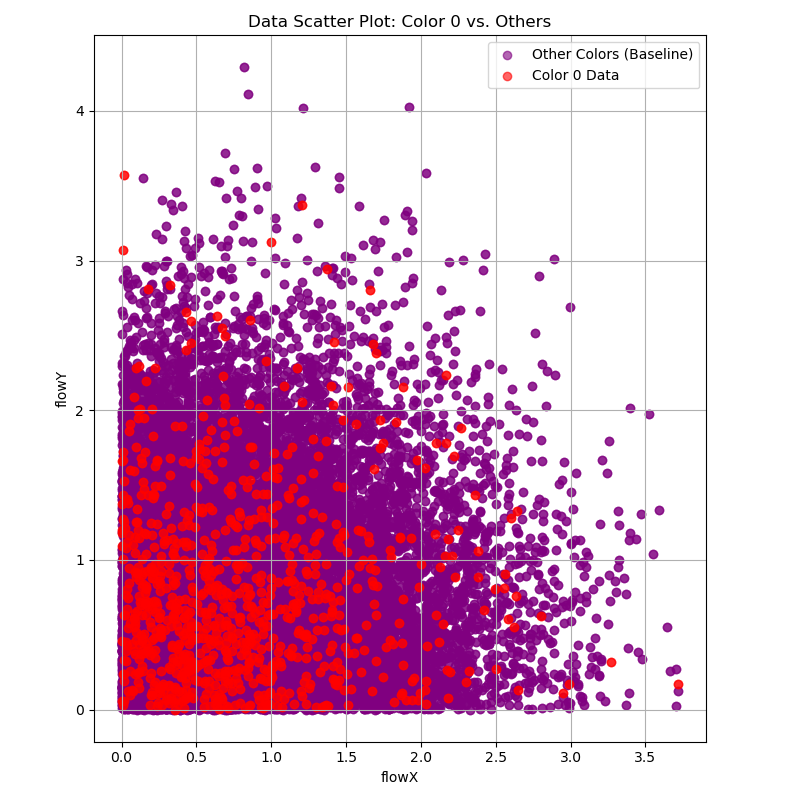 Data Scatter Plot: Color 0 vs. Others
Other Colors (Baseline)
Color 0 Data
flowY
4
3
2
1
0
0.0 0.5 1.0 1.5 2.0 2.5 3.0 3.5
flowX